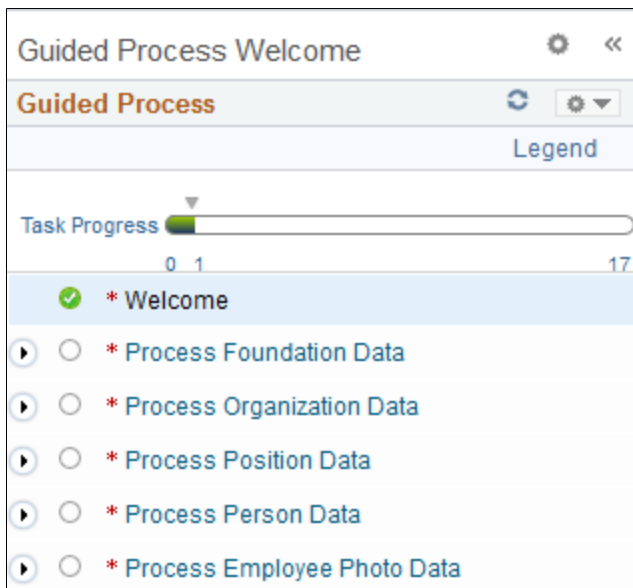 Guided Process Welcome
Guided Process
Legend
Task Progress
0 1 17
* Welcome
* Process Foundation Data
* Process Organization Data
* Process Position Data
* Process Person Data
* Process Employee Photo Data